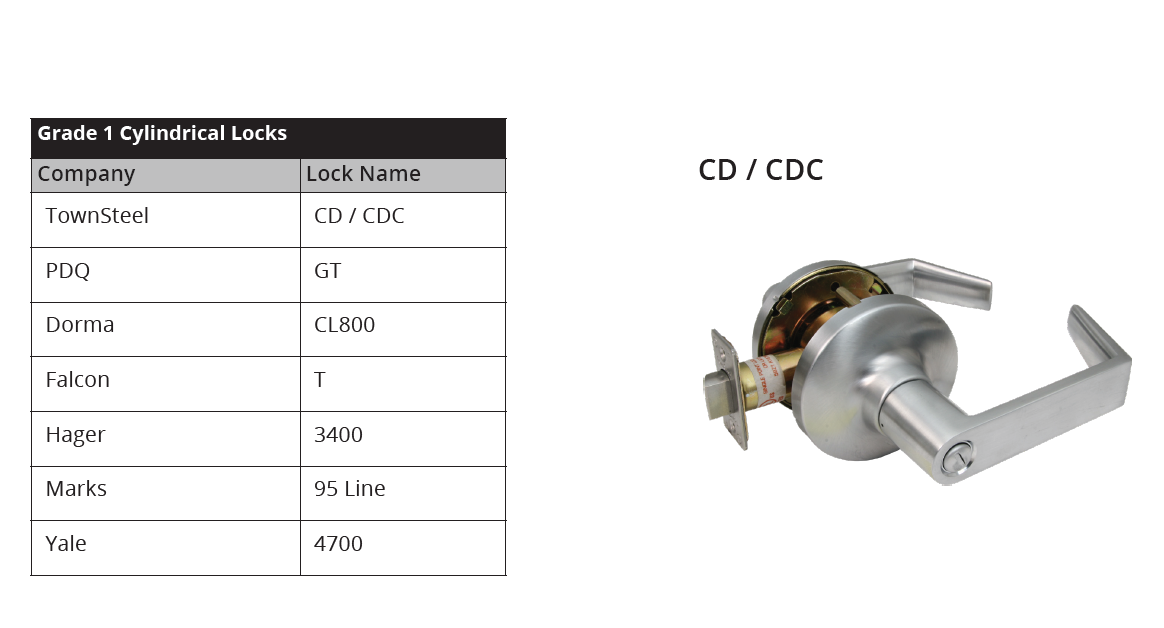 Grade 1 Cylindrical Locks
Company Lock Name
TownSteel CD / CDC
PDQ GT
Dorma CL800
Falcon T
Hager 3400
Marks 95 Line
Yale 4700
CD / CDC